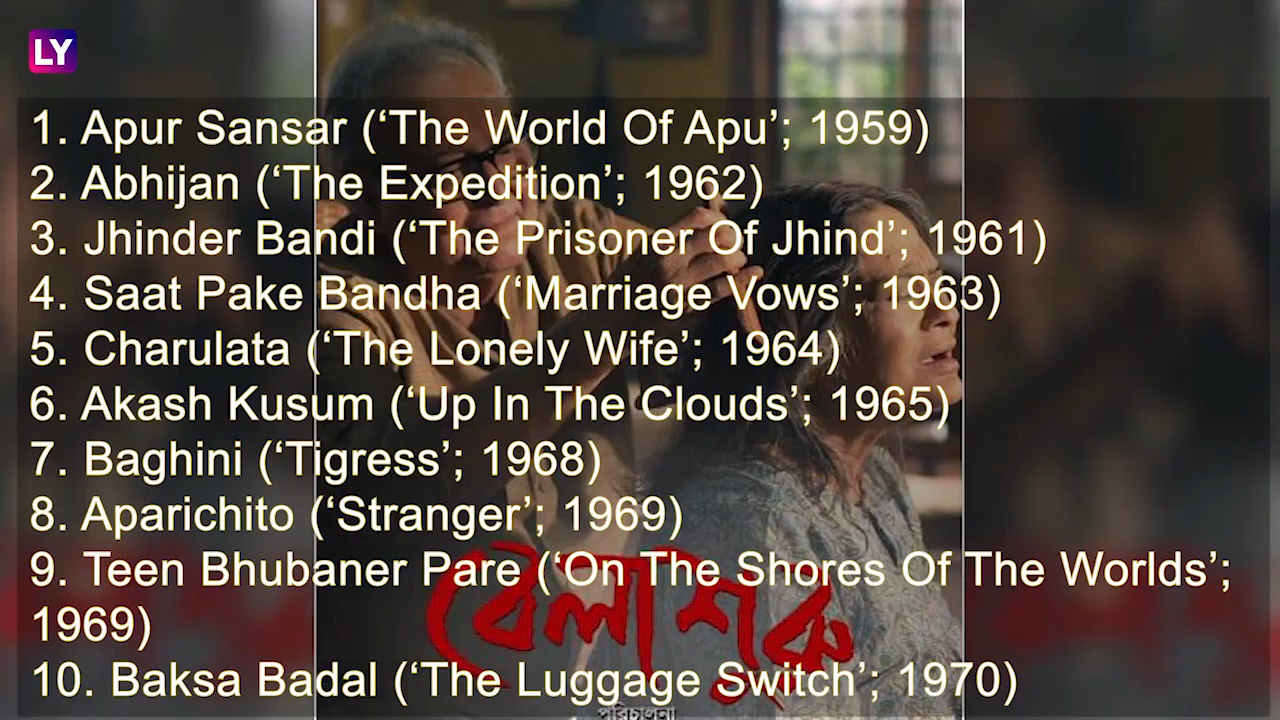 LY
1. Apur Sansar (‘The World Of Apu’; 1959)
2. Abhijan (‘The Expedition’; 1962)
3. Jhinder Bandi (‘The Prisoner Of Jhind’; 1961)
4. Saat Pake Bandha (‘Marriage Vows’; 1963)
5. Charulata (‘The Lonely Wife’; 1964)
6. Akash Kusum (‘Up In The Clouds’; 1965)
7. Baghini (‘Tigress’; 1968)
8. Aparichito (‘Stranger’; 1969)
9. Teen Bhubaner Pare (‘On The Shores Of The Worlds’;
1969)
বেলাশুরু
10. Baksa Badal (‘The Luggage Switch’; 1970)
পরিচালনা